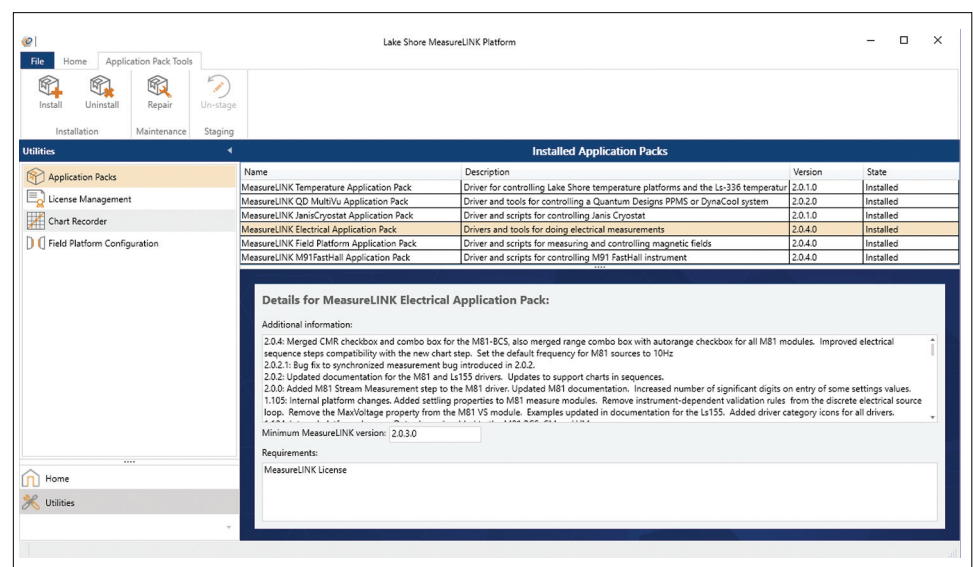 Lake Shore MeasureLINK Platform
File Home Application Pack Tools
Install Uninstall Repair Un-stage
Installation Maintenance Staging
Utilities
Application Packs
License Management
Chart Recorder
Field Platform Configuration
Home
Utilities
Installed Application Packs
Name Description Version State
MeasureLINK Temperature Application Pack Driver for controlling Lake Shore temperature platforms and the Ls-336 temperatur 2.0.1.0 Installed
MeasureLINK QD MultiVu Application Pack Driver and tools for controlling a Quantum Designs PPMS or DynaCool system 2.0.2.0 Installed
MeasureLINK JanisCryostat Application Pack Driver and scripts for controlling Janis Cryostat 2.0.1.0 Installed
MeasureLINK Electrical Application Pack Drivers and tools for doing electrical measurements 2.0.4.0 Installed
MeasureLINK Field Platform Application Pack Driver and scripts for measuring and controlling magnetic fields 2.0.4.0 Installed
MeasureLINK M91FastHall Application Pack Driver and scripts for controlling M91 FastHall instrument 2.0.4.0 Installed
Details for MeasureLINK Electrical Application Pack:
Additional information:
2.0.4: Merged CMR checkbox and combo box for the M81-BCS, also merged range combo box with autorange checkbox for all M81 modules. Improved electrical
sequence steps compatibility with the new chart step. Set the default frequency for M81 sources to 10Hz
2.0.2.1: Bug fix to synchronized measurement bug introduced in 2.0.2.
2.0.2: Updated documentation for the M81 and Ls155 drivers. Updates to support charts in sequences.
2.0.0: Added M81 Stream Measurement step to the M81 driver. Updated M81 documentation. Increased number of significant digits on entry of some settings values.
1.105: Internal platform changes. Added settling properties to M81 measure modules. Remove instrument-dependent validation rules from the discrete electrical source
loop. Remove the MaxVoltage property from the M81 VS module. Examples updated in documentation for the Ls155. Added driver category icons for all drivers.
Minimum MeasureLINK version: 2.0.3.0
Requirements:
MeasureLINK License